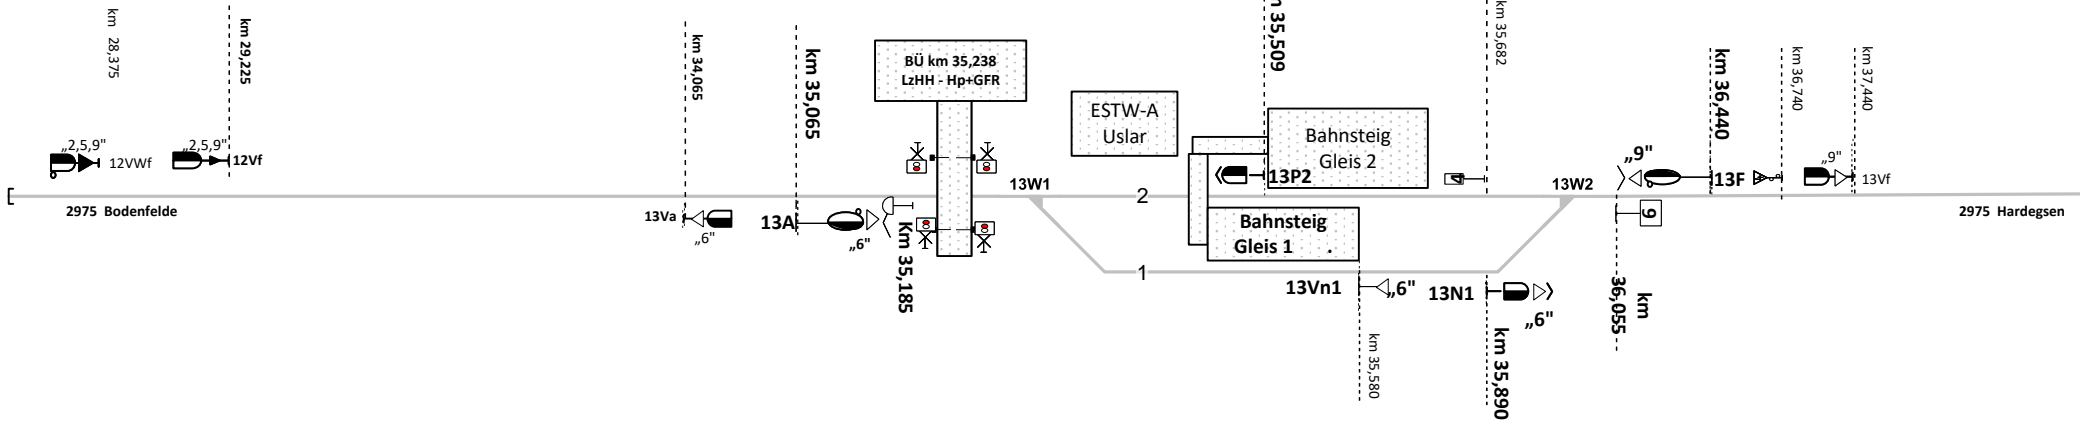 km 28,375
km 29,225
km 34,065
km 35,065
BÜ km 35,238
LzHH - Hp+GFR
35,509
km 35,682
km 36,440
km 36,740
km 37,440
ESTW-A
Uslar
Bahnsteig
Gleis 2
„2,5,9"
12VWf
„2,5,9"
12Vf
13P2
4
„9"
13F
„9"
13Vf
13W1
2
13W2
2975 Bodenfelde
2975 Hardegsen
13Va
„6"
13A
„6"
Km 35,185
Bahnsteig
Gleis 1 .
9
1
13Vn1
„6"
13N1
„6"
km
36,055
km 35,580
km 35,890